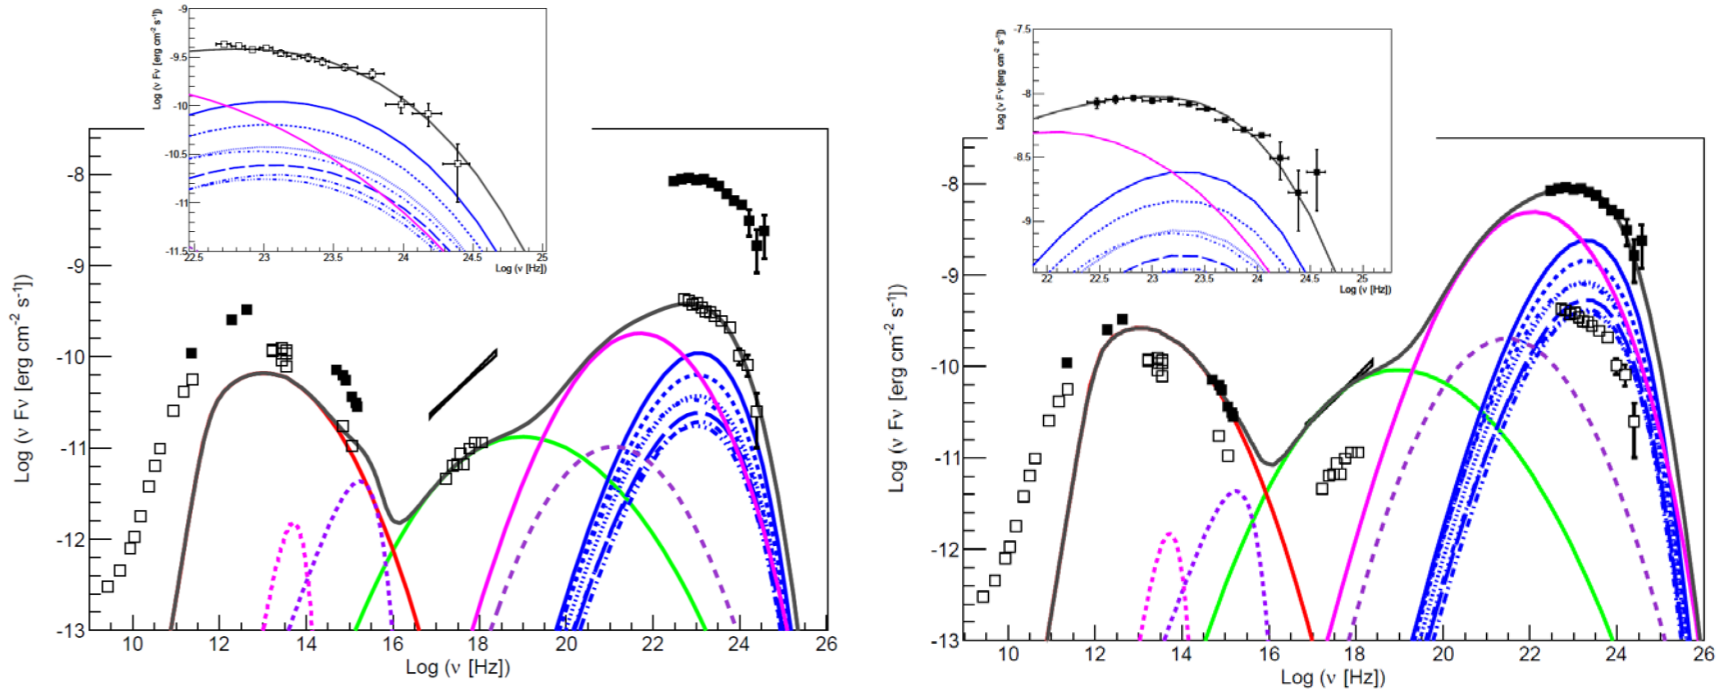 -9
-9.5
-10
-10.5
-11
-11.5
Log (ν Fν [erg cm⁻² s⁻¹])
22.5 23 23.5 24 24.5 25
Log (ν [Hz])
-8
-9
-10
-11
-12
-13
Log (ν Fν [erg cm⁻² s⁻¹])
10 12 14 16 18 20 22 24 26
Log (ν [Hz])
-7.5
-8
-8.5
-9
Log (ν Fν [erg cm⁻² s⁻¹])
22 22.5 23 23.5 24 24.5 25
Log (ν [Hz])
-8
-9
-10
-11
-12
-13
Log (ν Fν [erg cm⁻² s⁻¹])
10 12 14 16 18 20 22 24 26
Log (ν [Hz])